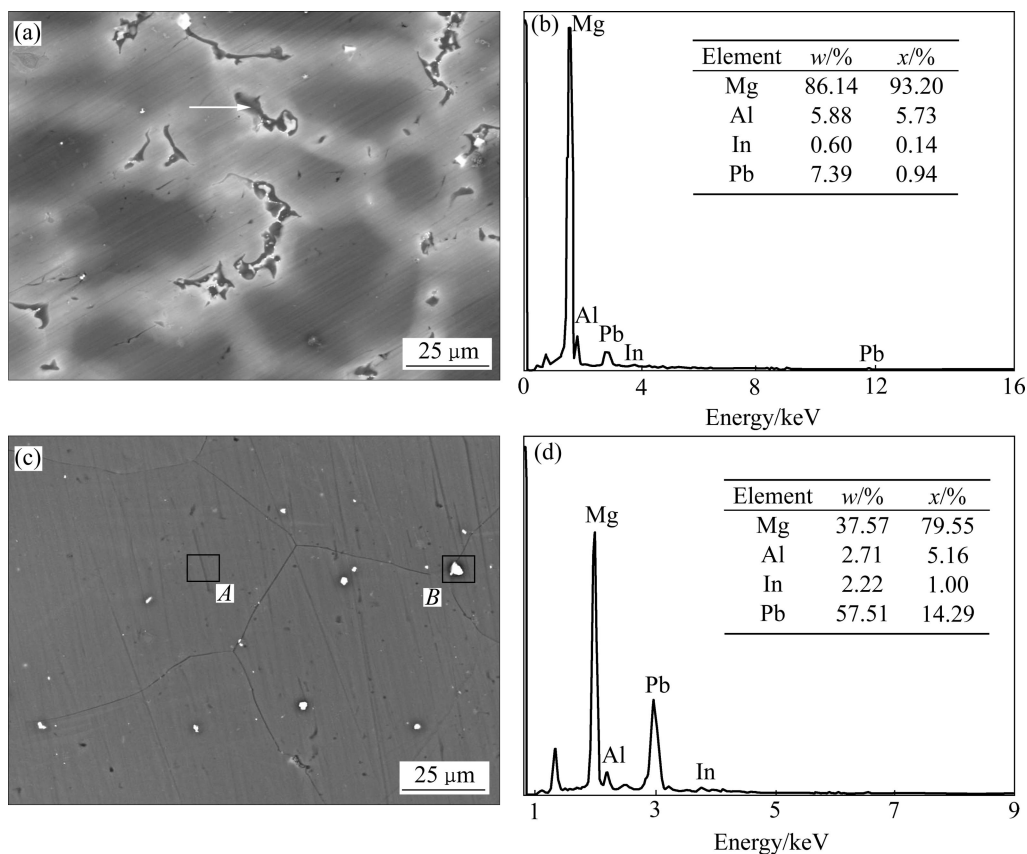 (a)
25 μm
(b)
Mg
Element w/% x/%
Mg 86.14 93.20
Al 5.88 5.73
In 0.60 0.14
Pb 7.39 0.94
Al
Pb
In
Pb
0 4 8 12 16
Energy/keV
(c)
A
B
25 μm
(d)
Mg
Element w/% x/%
Mg 37.57 79.55
Al 2.71 5.16
In 2.22 1.00
Pb 57.51 14.29
Pb
Al
In
1 3 5 7 9
Energy/keV